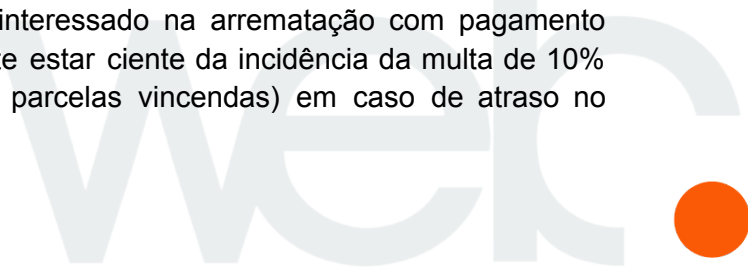 interessado na arrematação com pagamento
estar ciente da incidência da multa de 10%
parcelas vincendas) em caso de atraso no
web.